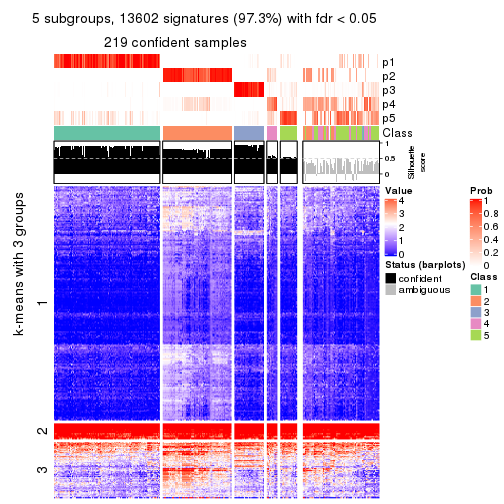 5 subgroups, 13602 signatures (97.3%) with fdr < 0.05
219 confident samples
p1
p2
p3
p4
p5
Class
1
0.5
0
Silhouette
score
k-means with 3 groups
1
2
3
Value
4
3
2
1
0
Status (barplots)
confident
ambiguous
Prob
1
0.8
0.6
0.4
0.2
0
Class
1
2
3
4
5